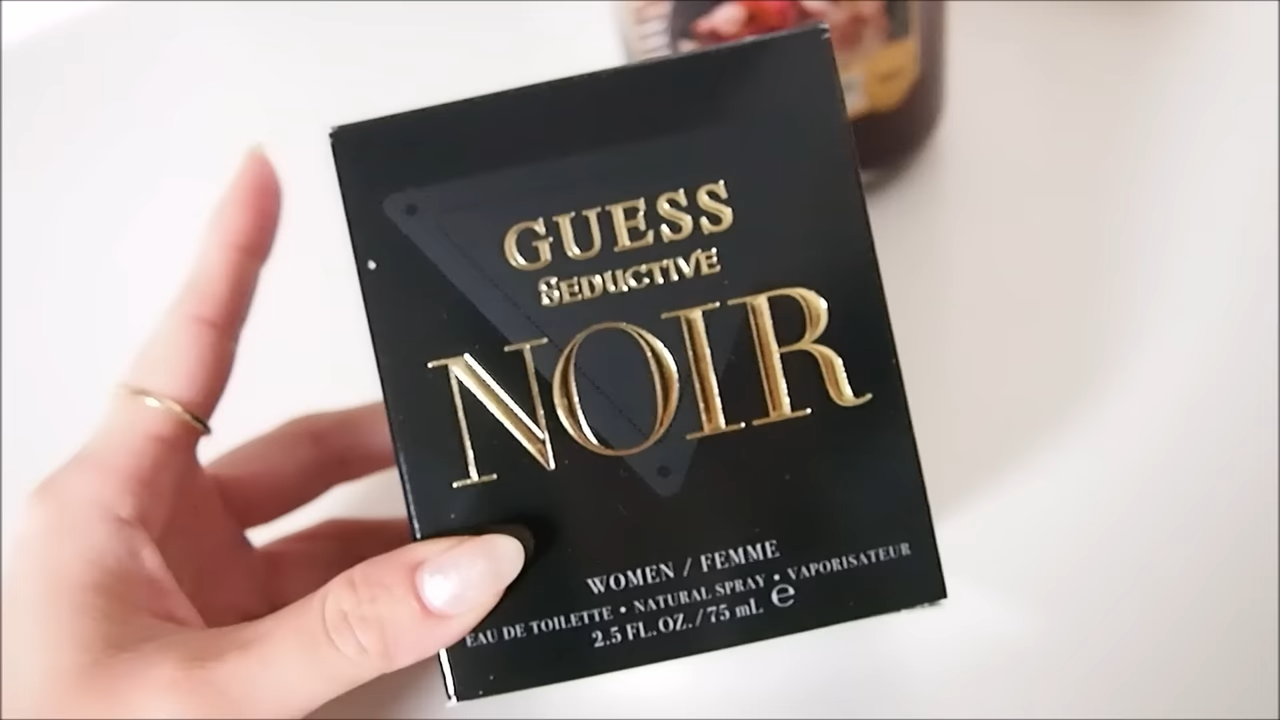 GUESS
SEDUCTIVE
NOIR
WOMEN / FEMME
EAU DE TOILETTE • NATURAL SPRAY • VAPORISATEUR
2.5 FL.OZ./75 mL ℮